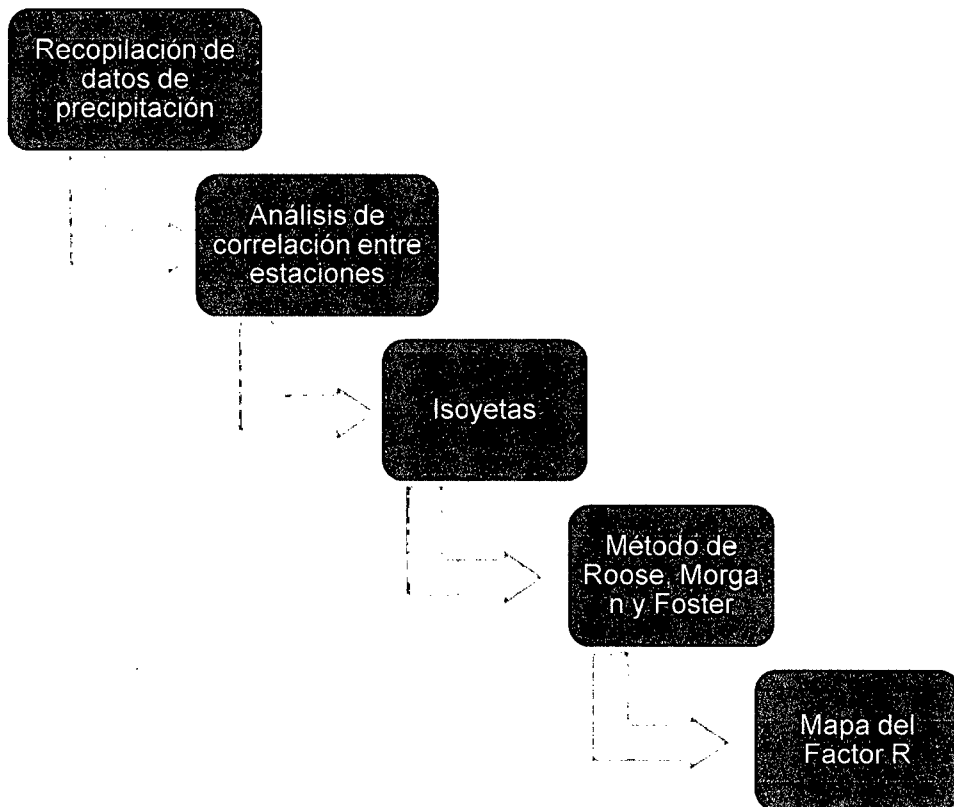 Recopilación de
datos de
precipitación
Análisis de
correlación entre
estaciones
Isoyetas
Método de
Roose, Morga
n y Foster
Mapa del
Factor R